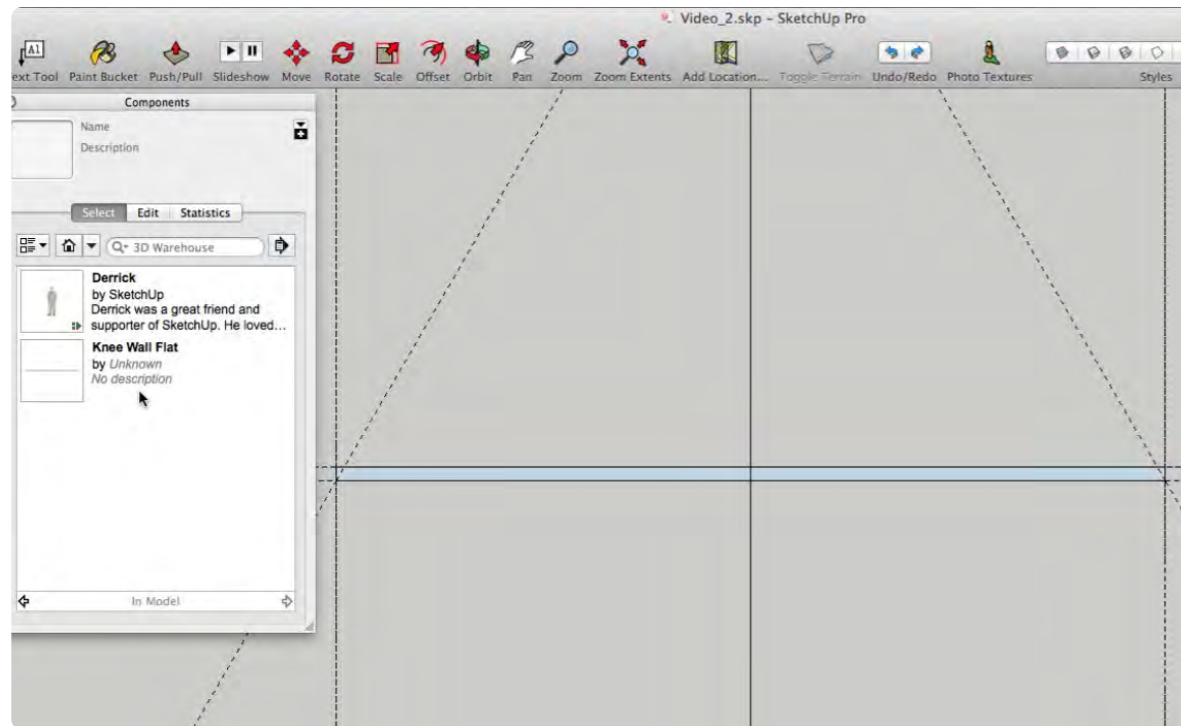 Video_2.skp - SketchUp Pro
A1
ext Tool Paint Bucket Push/Pull Slideshow Move Rotate Scale Offset Orbit Pan Zoom Zoom Extents Add Location... Toggle Terrain Undo/Redo Photo Textures Styles
Components
Name
Description
Select Edit Statistics
3D Warehouse
Derrick
by SketchUp
Derrick was a great friend and
supporter of SketchUp. He loved...
Knee Wall Flat
by Unknown
No description
In Model